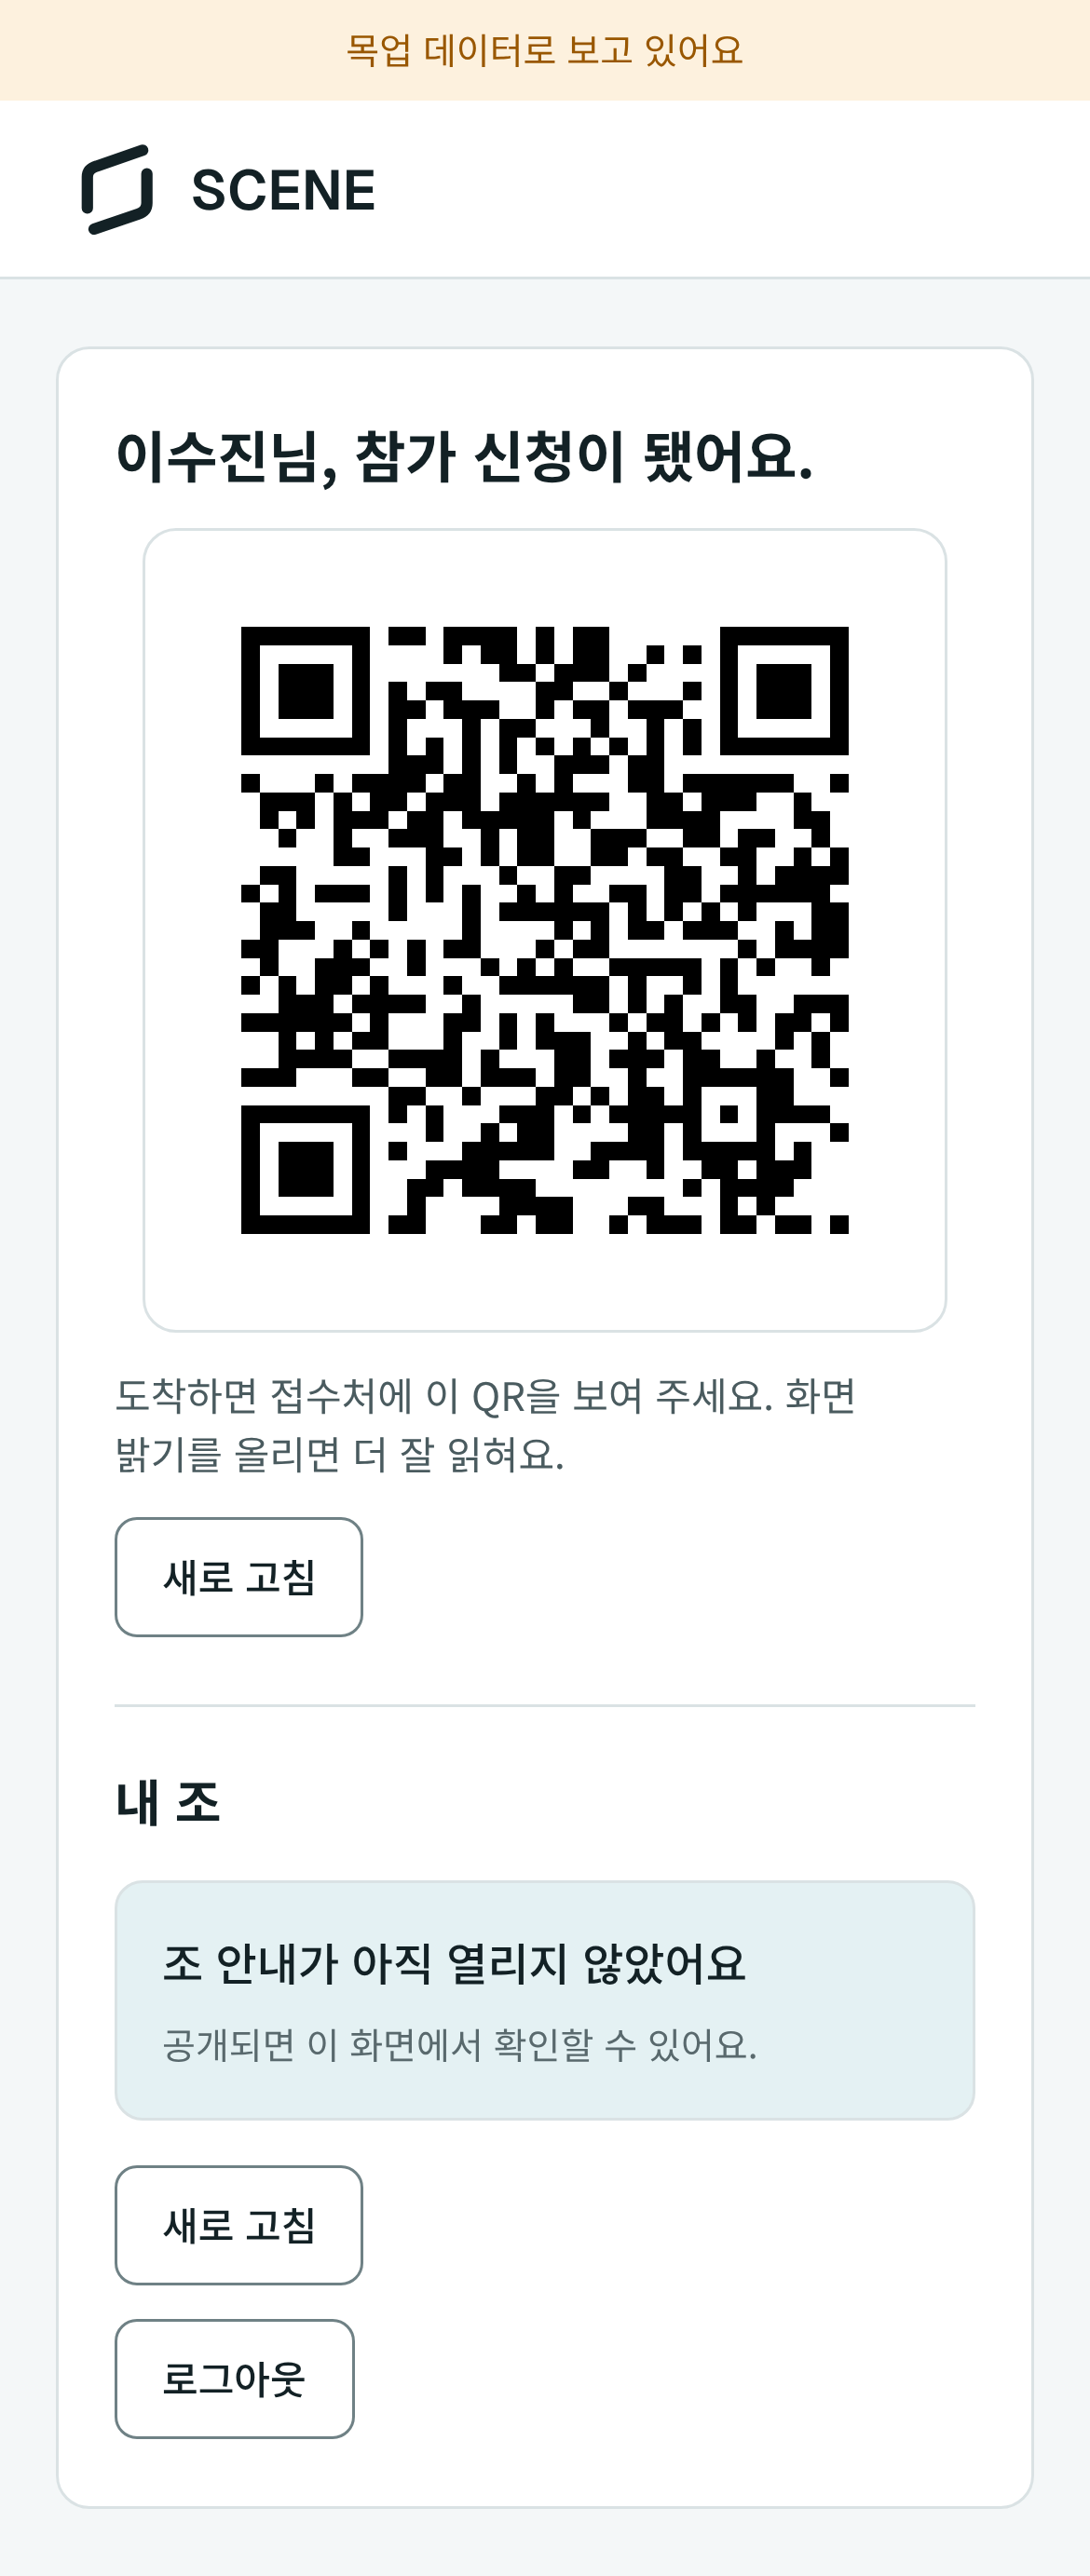 목업 데이터로 보고 있어요
SCENE
이수진님, 참가 신청이 됐어요.
도착하면 접수처에 이 QR을 보여 주세요. 화면
밝기를 올리면 더 잘 읽혀요.
새로 고침
내 조
조 안내가 아직 열리지 않았어요
공개되면 이 화면에서 확인할 수 있어요.
새로 고침
로그아웃